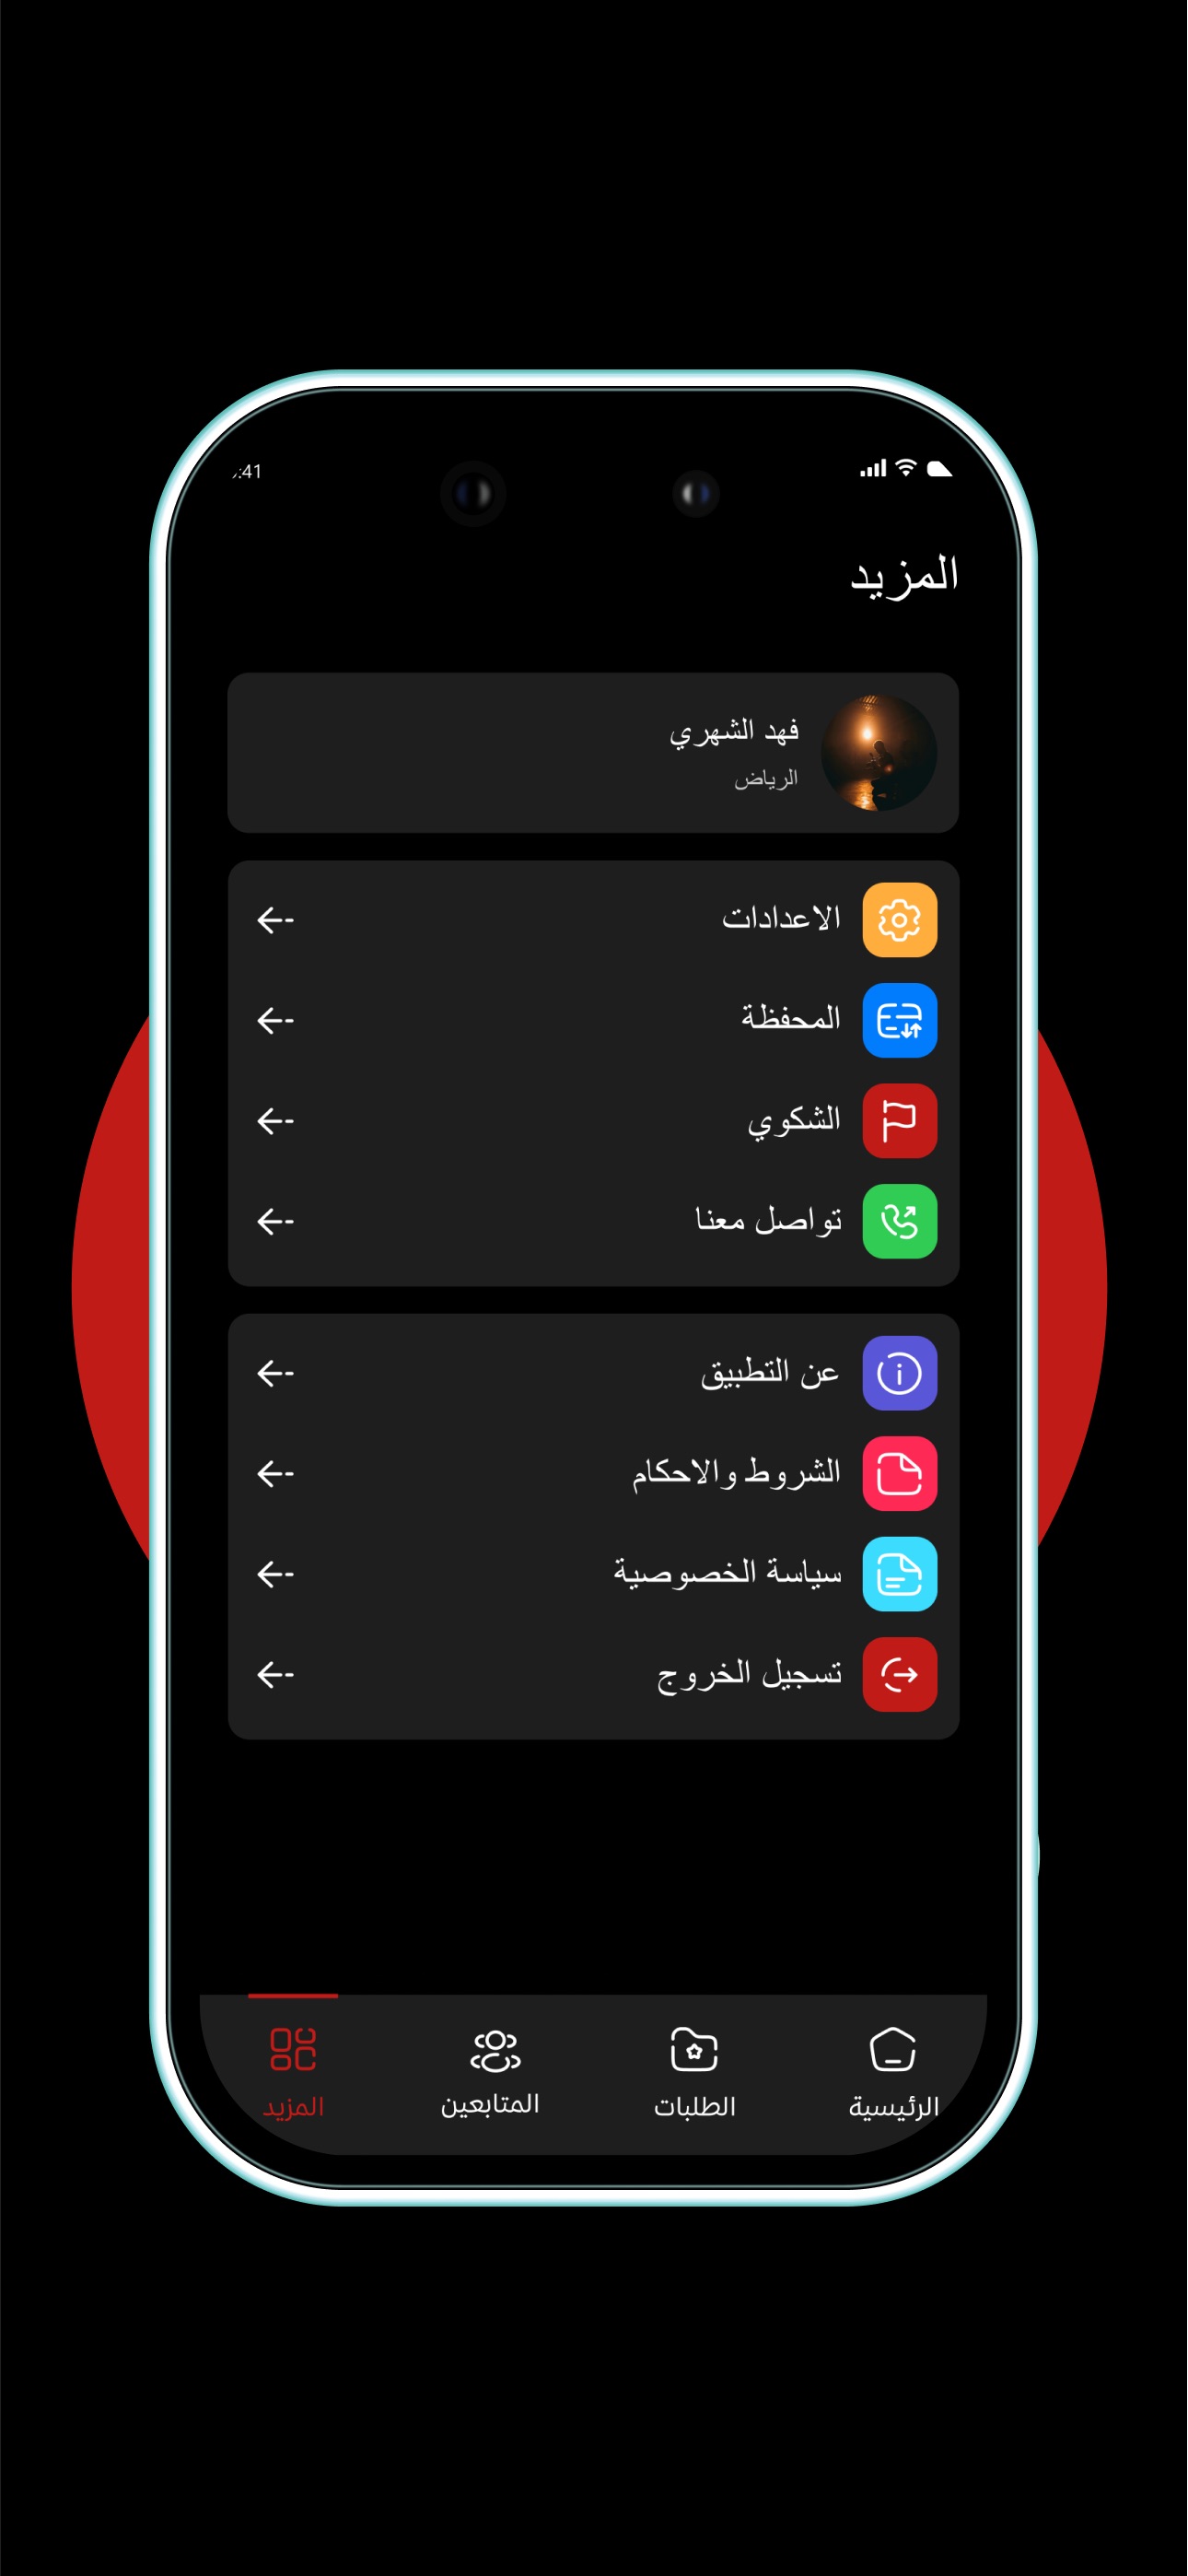 :41
المزيد
فهد الشهري
الرياض
الاعدادات
المحفظة
الشكوي
تواصل معنا
عن التطبيق
الشروط والاحكام
سياسة الخصوصية
تسجيل الخروج
الرئيسية
الطلبات
المتابعين
المزيد